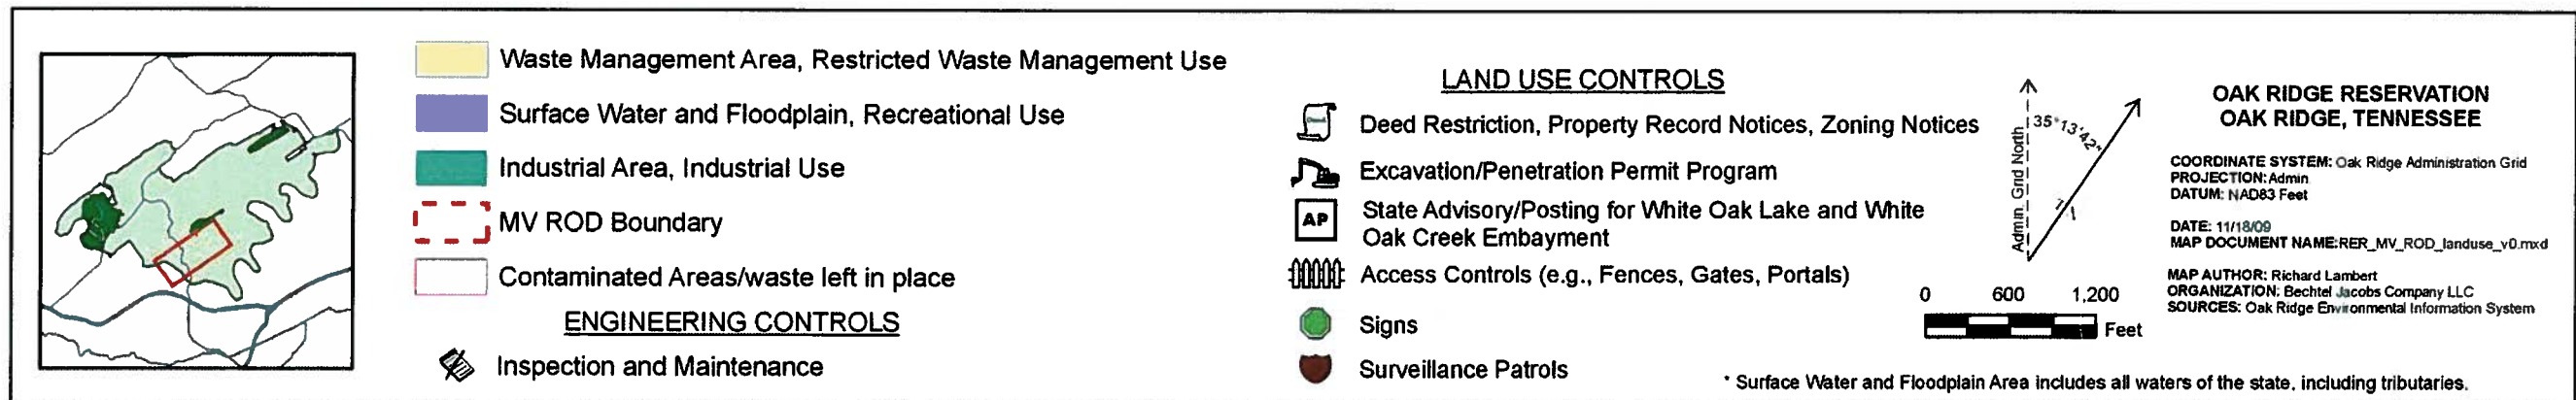 Waste Management Area, Restricted Waste Management Use
Surface Water and Floodplain, Recreational Use
Industrial Area, Industrial Use
MV ROD Boundary
Contaminated Areas/waste left in place
ENGINEERING CONTROLS
Inspection and Maintenance
LAND USE CONTROLS
Deed Restriction, Property Record Notices, Zoning Notices
Excavation/Penetration Permit Program
AP
State Advisory/Posting for White Oak Lake and White
Oak Creek Embayment
Access Controls (e.g., Fences, Gates, Portals)
Signs
Surveillance Patrols
Admin. Grid North
35°13'42"
0 600 1,200
Feet
OAK RIDGE RESERVATION
OAK RIDGE, TENNESSEE
COORDINATE SYSTEM: Oak Ridge Administration Grid
PROJECTION: Admin
DATUM: NAD83 Feet
DATE: 11/18/09
MAP DOCUMENT NAME:RER_MV_ROD_landuse_v0.mxd
MAP AUTHOR: Richard Lambert
ORGANIZATION: Bechtel Jacobs Company LLC
SOURCES: Oak Ridge Environmental Information System
* Surface Water and Floodplain Area includes all waters of the state, including tributaries.